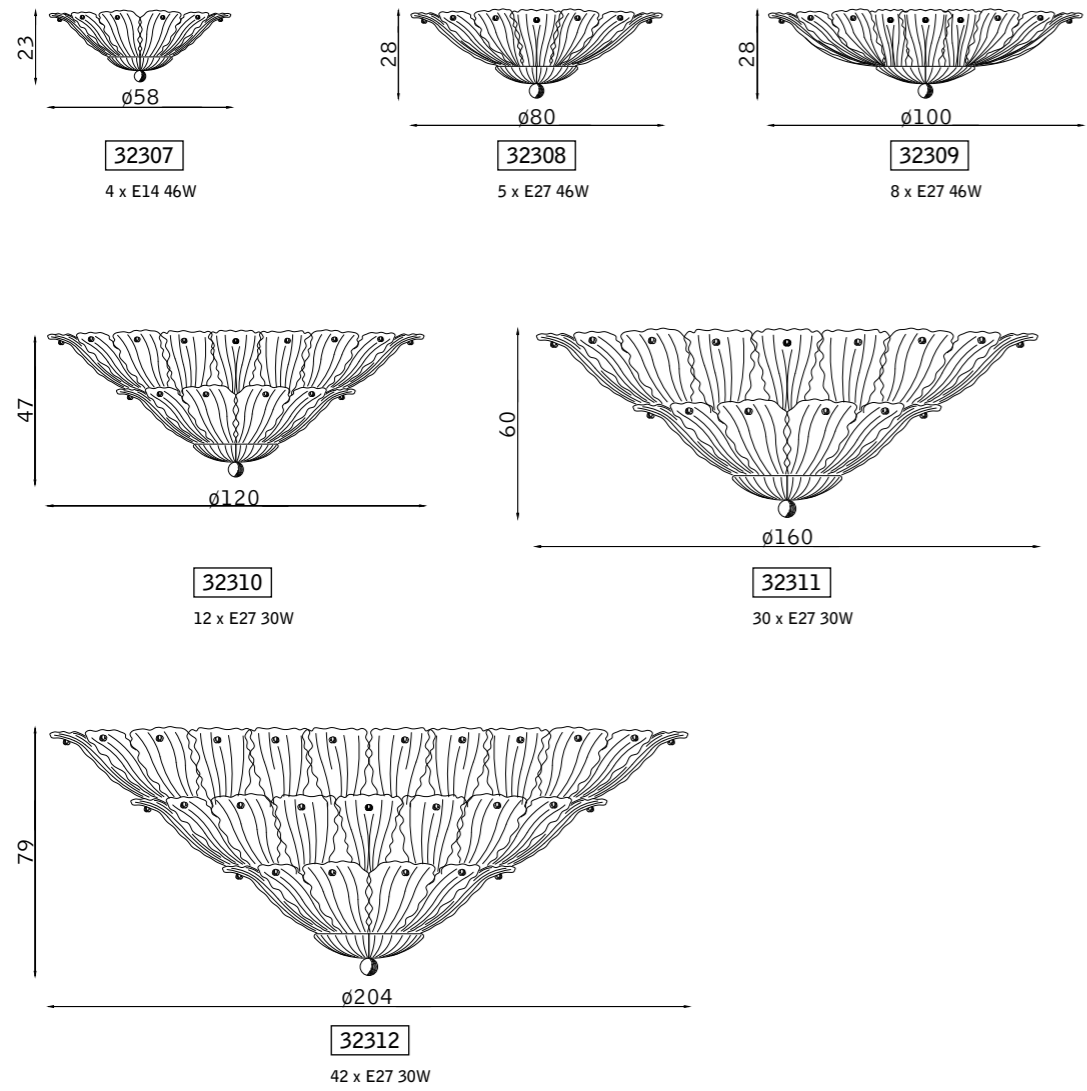 23
ø58
32307
4 x E14 46W
28
ø80
32308
5 x E27 46W
28
ø100
32309
8 x E27 46W
47
ø120
32310
12 x E27 30W
60
ø160
32311
30 x E27 30W
79
ø204
32312
42 x E27 30W